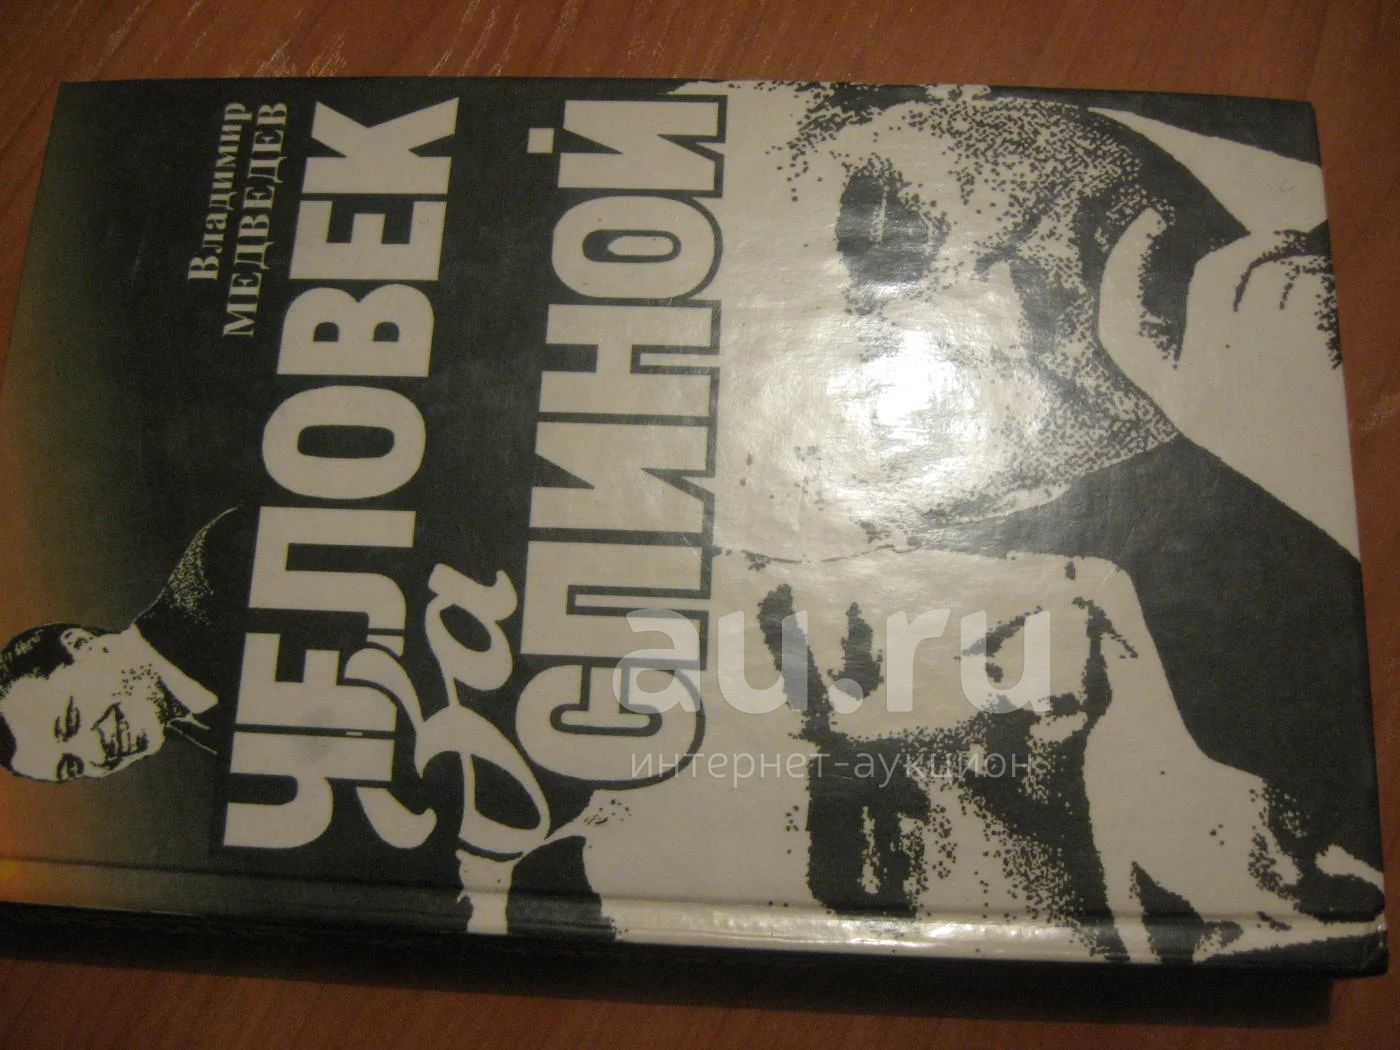 Владимир
МЕДВЕДЕВ
ЧЕЛОВЕК
за
СПИНОЙ
au.ru
интернет-аукцион